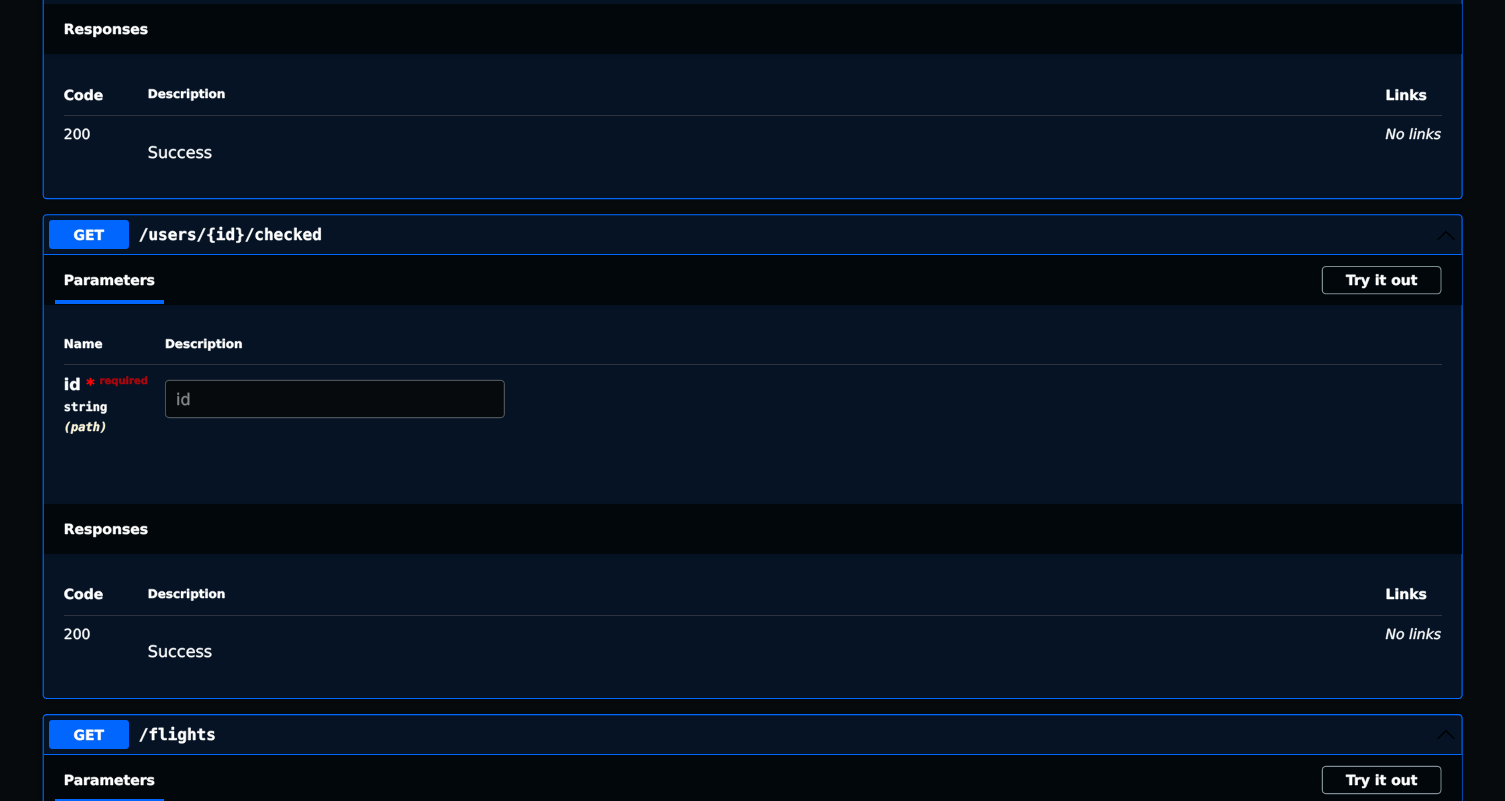 Responses
Code Description Links
200 No links
Success
GET /users/{id}/checked
Parameters Try it out
Name Description
id * required
string
(path)
id
Responses
Code Description Links
200 No links
Success
GET /flights
Parameters Try it out